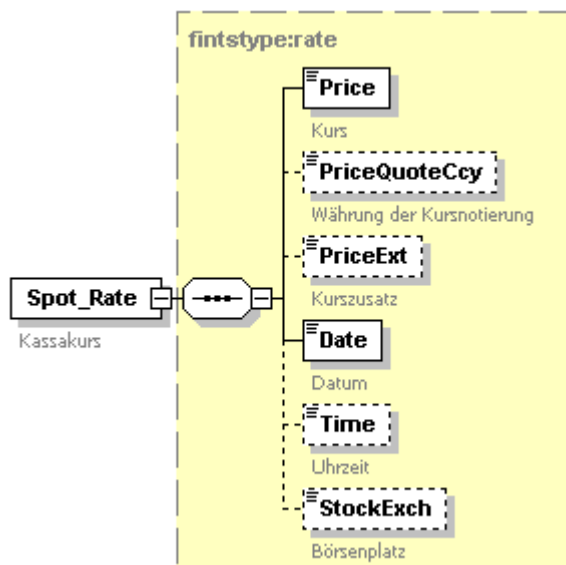 fintstype:rate
Price
Kurs
PriceQuoteCcy
Währung der Kursnotierung
PriceExt
Kurszusatz
Spot_Rate
Kassakurs
Date
Datum
Time
Uhrzeit
StockExch
Börsenplatz